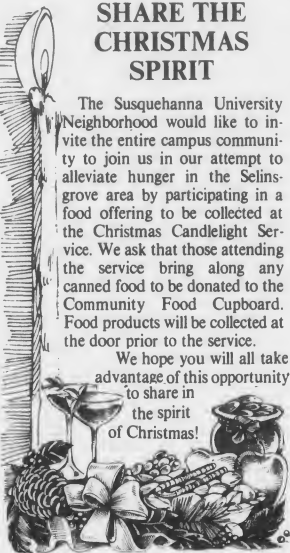 SHARE THE
CHRISTMAS
SPIRIT
The Susquehanna University
Neighborhood would like to in-
vite the entire campus communi-
ty to join us in our attempt to
alleviate hunger in the Selins-
grove area by participating in a
food offering to be collected at
the Christmas Candlelight Ser-
vice. We ask that those attending
the service bring along any
canned food to be donated to the
Community Food Cupboard.
Food products will be collected at
the door prior to the service.
We hope you will all take
advantage of this opportunity
to share in
the spirit
of Christmas!